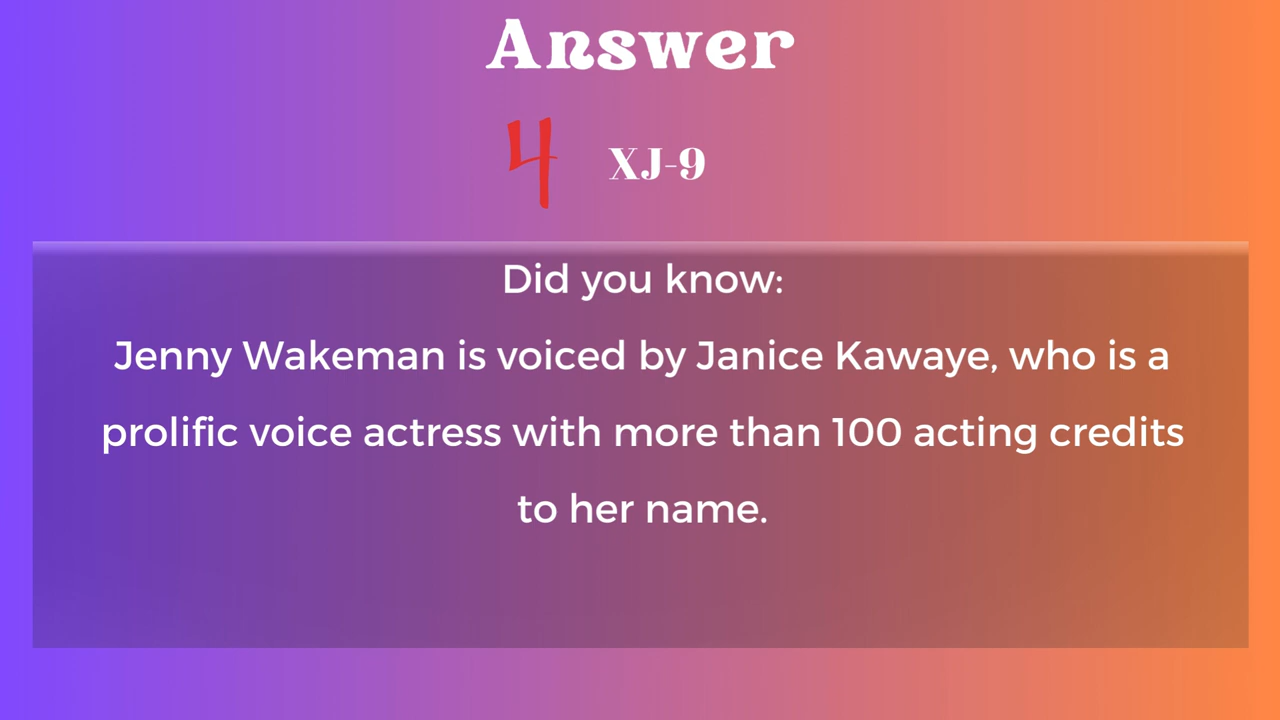 Answer
4 XJ-9
Did you know:
Jenny Wakeman is voiced by Janice Kawaye, who is a
prolific voice actress with more than 100 acting credits
to her name.